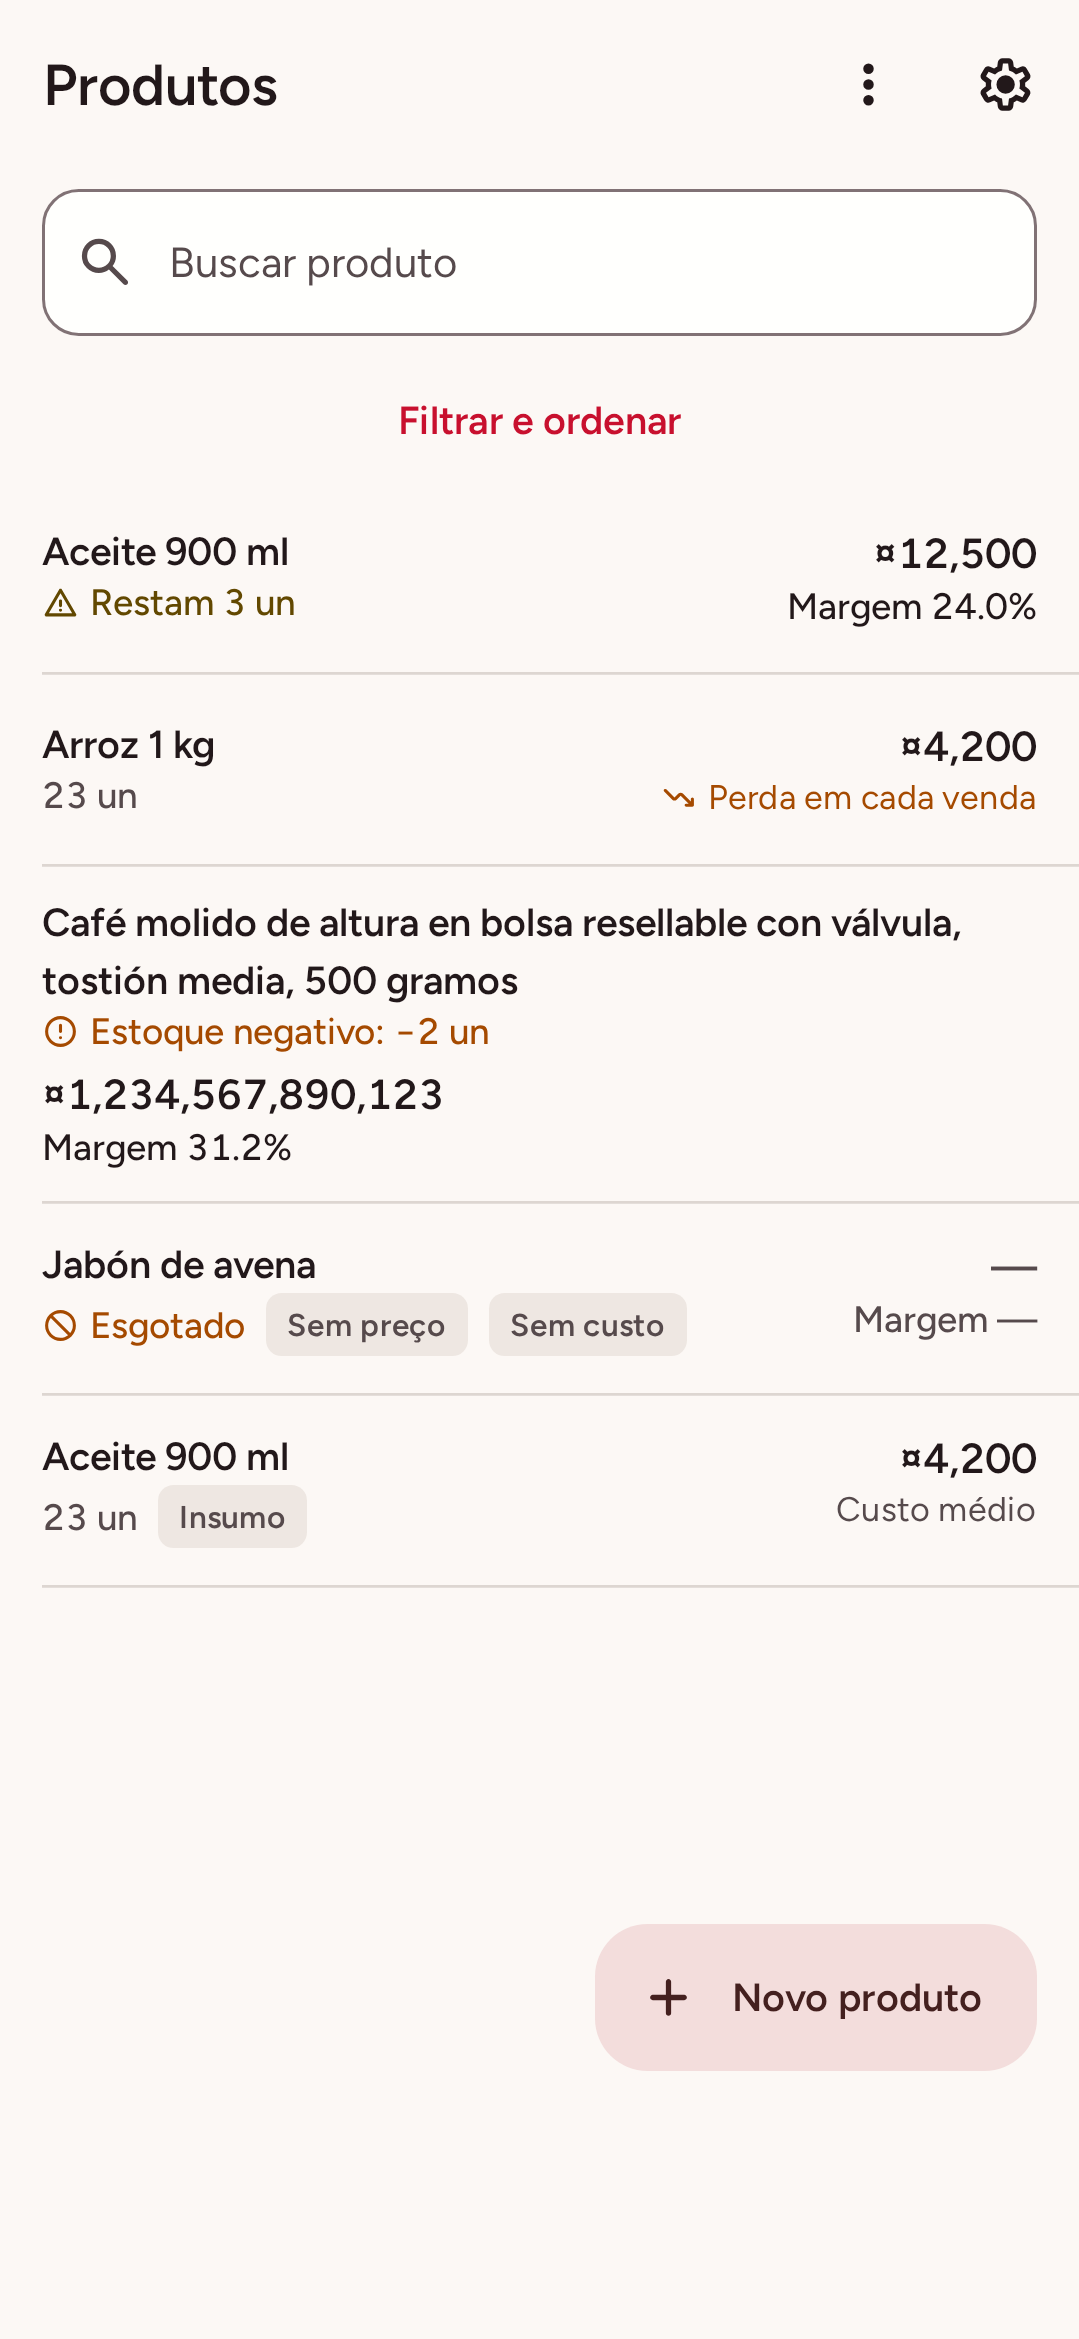 Produtos
Buscar produto
Filtrar e ordenar
Aceite 900 ml
¤12,500
Restam 3 un
Margem 24.0%
Arroz 1 kg
¤4,200
23 un
Perda em cada venda
Café molido de altura en bolsa resellable con válvula,
tostión media, 500 gramos
Estoque negativo: −2 un
¤1,234,567,890,123
Margem 31.2%
Jabón de avena
—
Esgotado
Sem preço
Sem custo
Margem —
Aceite 900 ml
¤4,200
23 un
Insumo
Custo médio
Novo produto